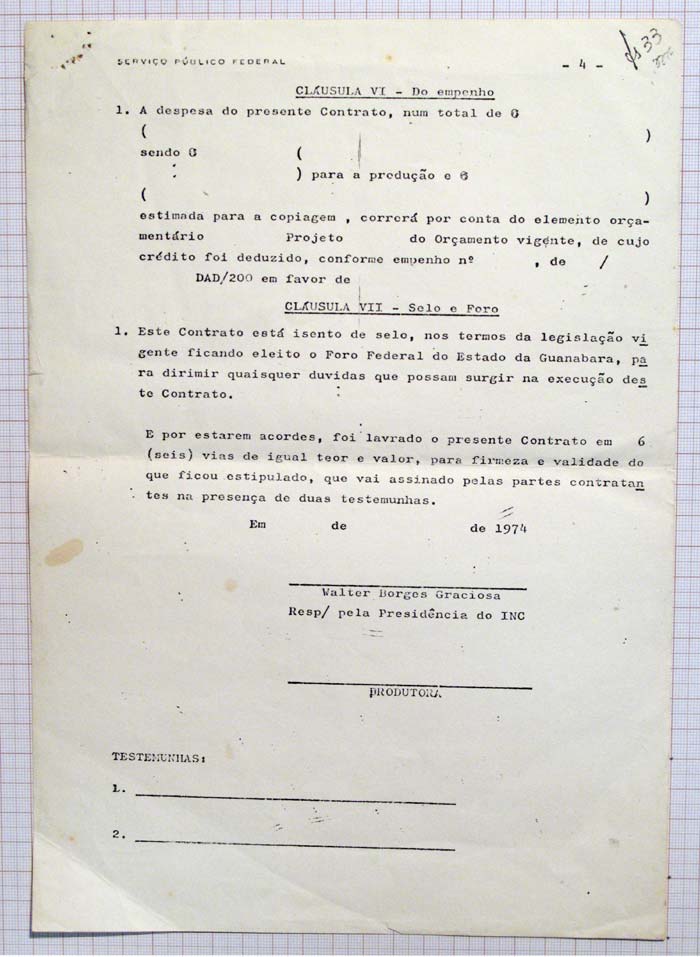 SERVIÇO PÚBLICO FEDERAL
- 4 -
fls 33
CLÁUSULA VI - Do empenho
1. A despesa do presente Contrato, num total de ₢
( )
sendo ₢ (
) para a produção e ₢
( )
estimada para a copiagem , correrá por conta do elemento orça-
mentário Projeto do Orçamento vigente, de cujo
crédito foi deduzido, conforme empenho nº , de /
DAD/200 em favor de
CLÁUSULA VII - Selo e Foro
1. Este Contrato está isento de selo, nos termos da legislação vi
gente ficando eleito o Foro Federal do Estado da Guanabara, pa
ra dirimir quaisquer duvidas que possam surgir na execução des
te Contrato.
E por estarem acordes, foi lavrado o presente Contrato em 6
(seis) vias de igual teor e valor, para firmeza e validade do
que ficou estipulado, que vai assinado pelas partes contratan
tes na presença de duas testemunhas.
Em de de 1974
Walter Borges Graciosa
Resp/ pela Presidência do INC
PRODUTORA
TESTEMUNHAS:
1.
2.